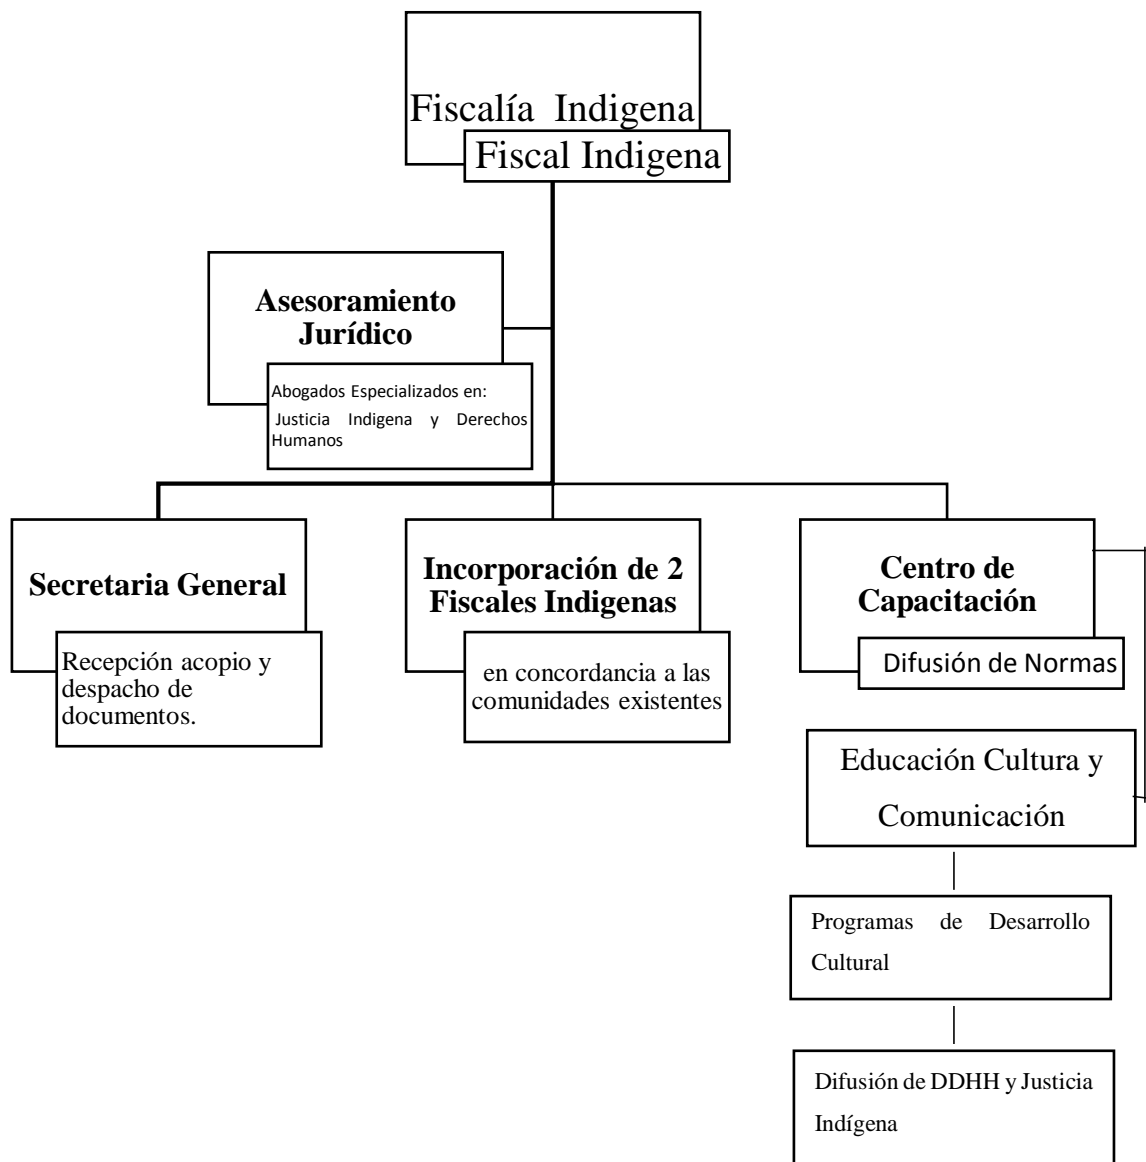 Fiscalía Indigena
Fiscal Indigena
Asesoramiento
Jurídico
Abogados Especializados en:
Justicia Indigena y Derechos
Humanos
Secretaria General
Recepción acopio y
despacho de
documentos.
Incorporación de 2
Fiscales Indigenas
en concordancia a las
comunidades existentes
Centro de
Capacitación
Difusión de Normas
Educación Cultura y
Comunicación
Programas de Desarrollo
Cultural
Difusión de DDHH y Justicia
Indígena